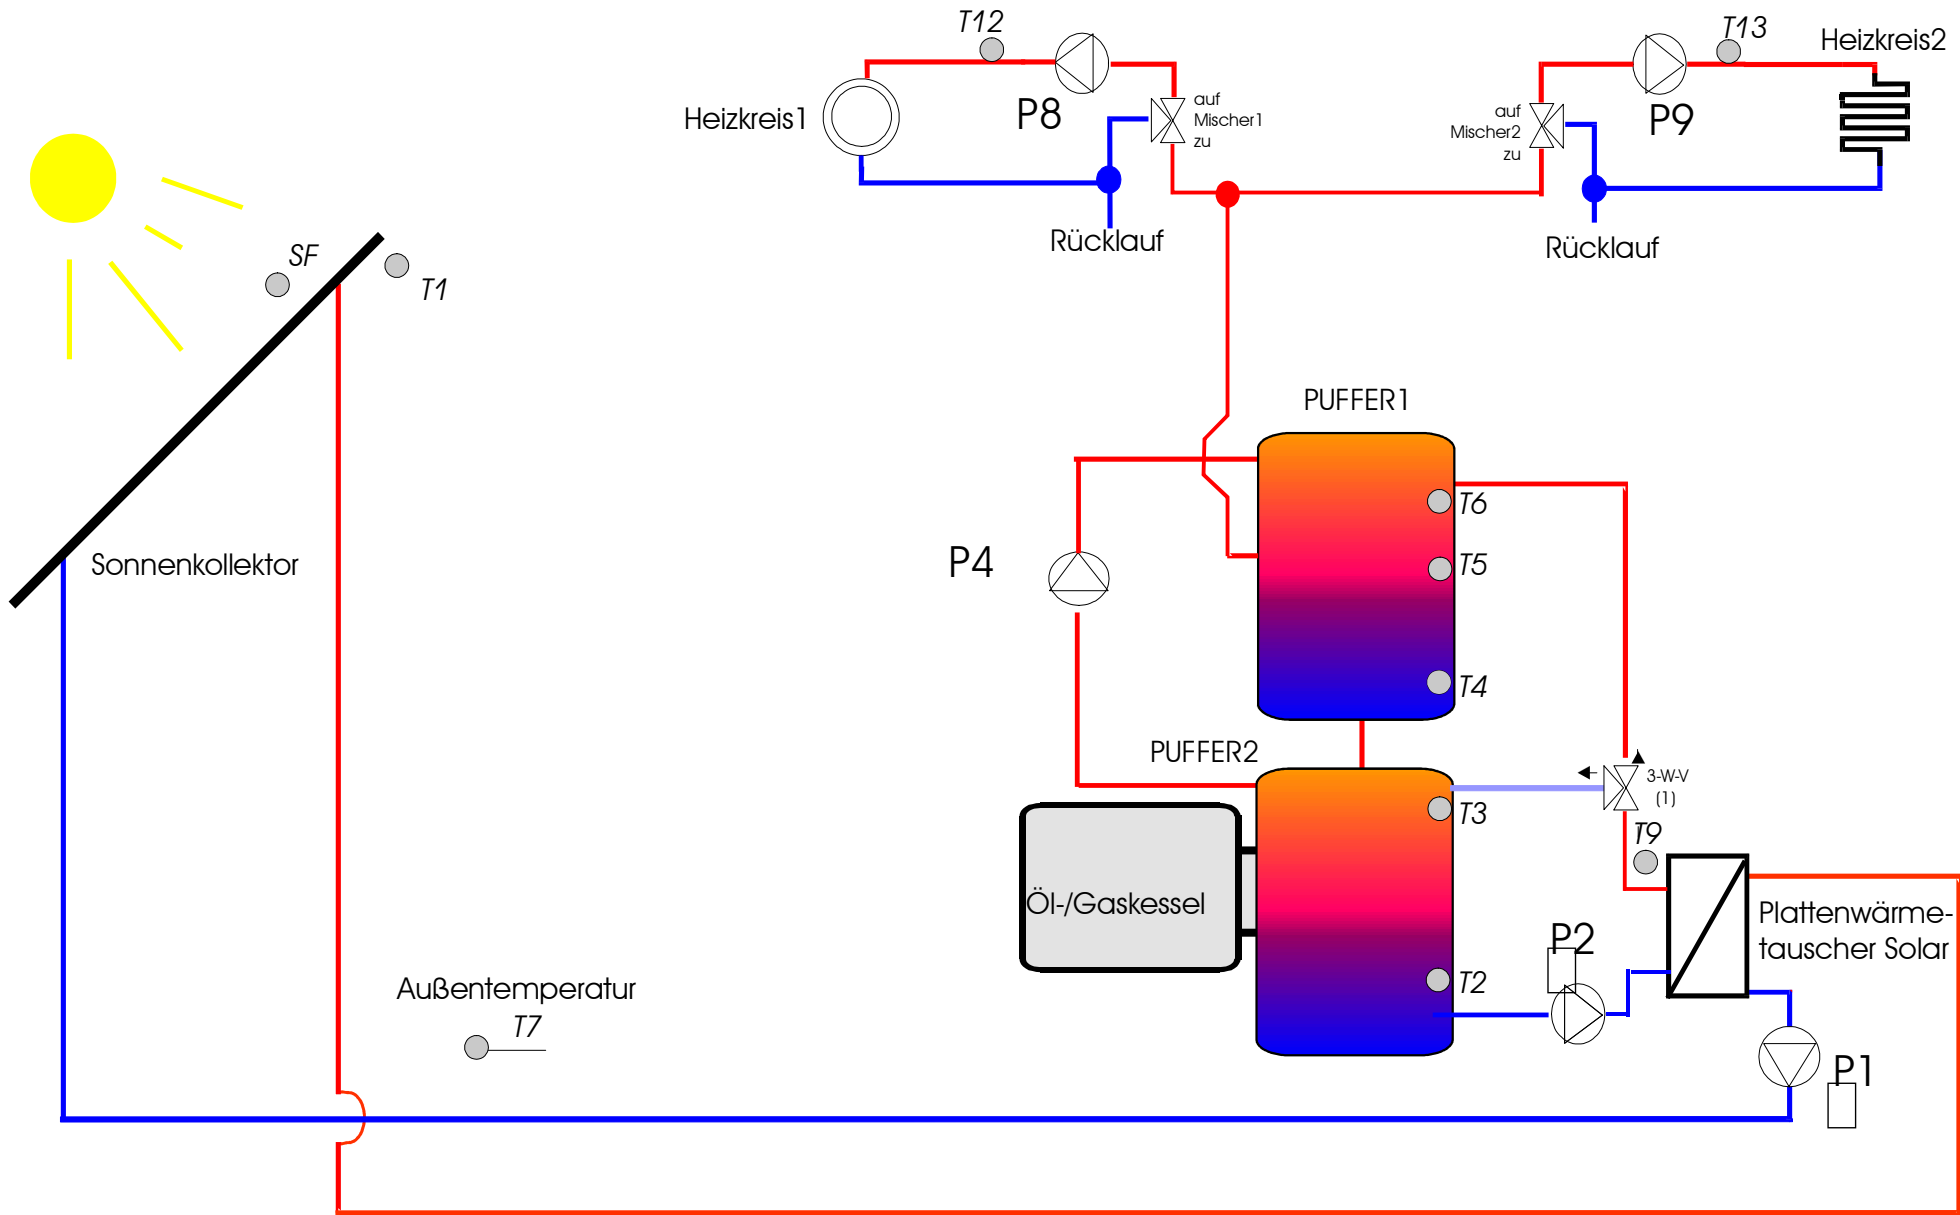 T12
T13
Heizkreis2
Heizkreis1
P8
auf
Mischer1
zu
auf
Mischer2
zu
P9
Rücklauf
Rücklauf
SF
T1
PUFFER1
T6
T5
T4
P4
Sonnenkollektor
PUFFER2
3-W-V
(1)
T3
T9
Öl-/Gaskessel
Plattenwärme-
tauscher Solar
P2
T2
Außentemperatur
T7
P1